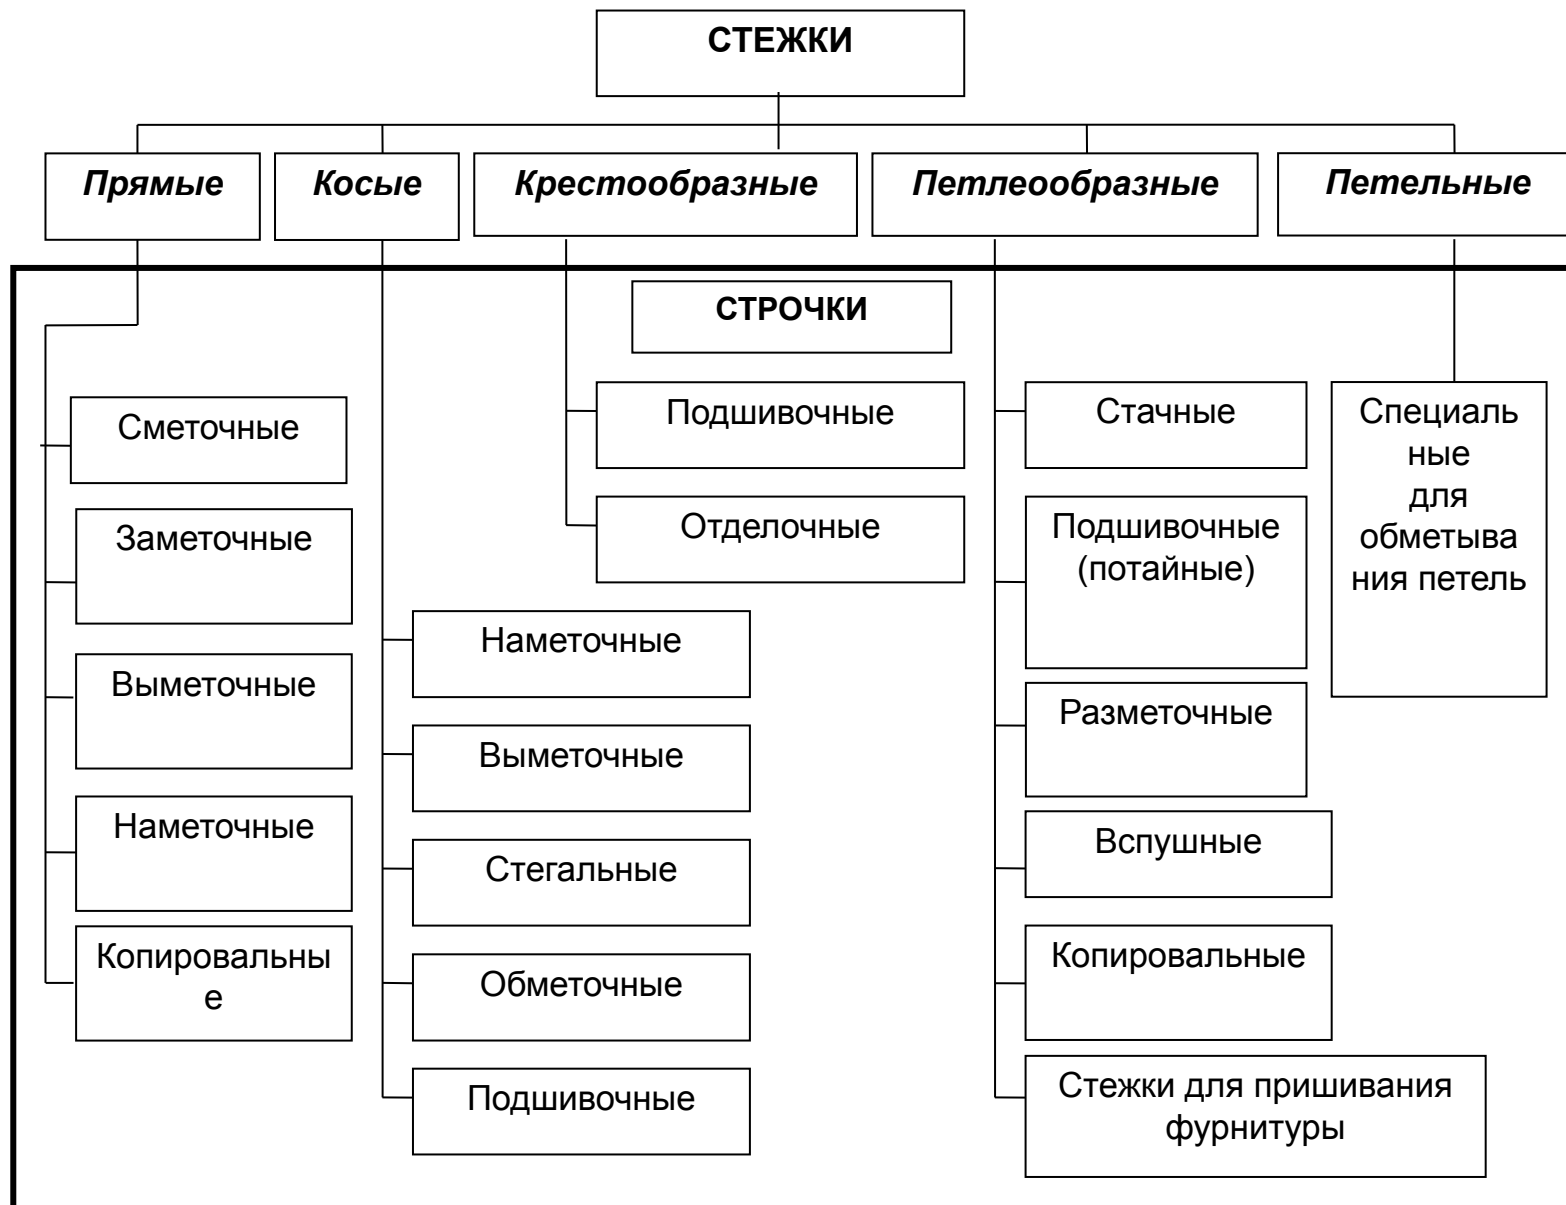 СТЕЖКИ
Прямые
Косые
Крестообразные
Петлеообразные
Петельные
СТРОЧКИ
Сметочные
Заметочные
Выметочные
Наметочные
Копировальны
е
Наметочные
Выметочные
Стегальные
Обметочные
Подшивочные
Подшивочные
Отделочные
Стачные
Подшивочные
(потайные)
Разметочные
Вспушные
Копировальные
Стежки для пришивания
фурнитуры
Специаль
ные
для
обметыва
ния петель